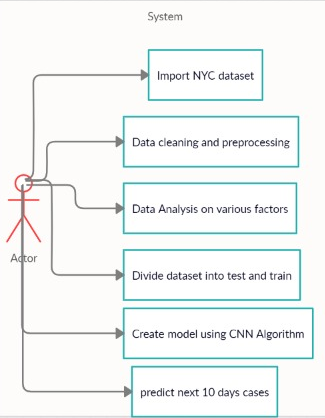 System
Import NYC dataset
Data cleaning and preprocessing
Data Analysis on various factors
Actor
Divide dataset into test and train
Create model using CNN Algorithm
predict next 10 days cases